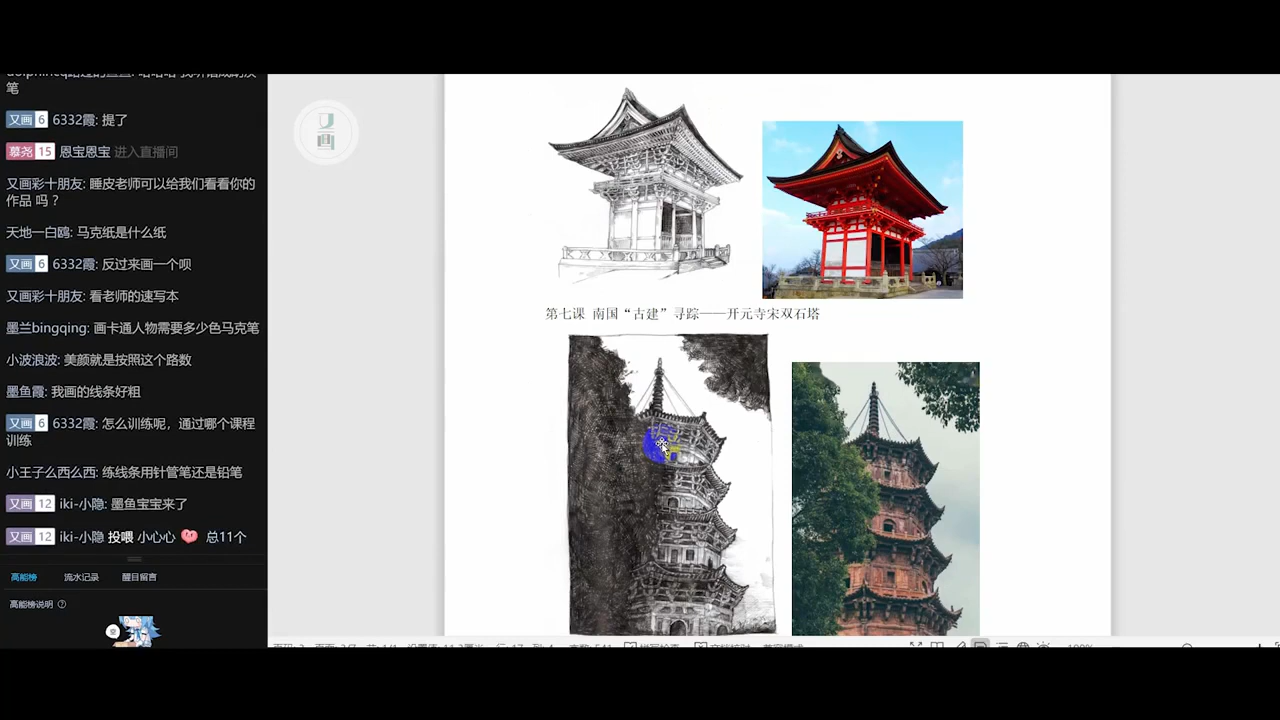 笔
又画 6 6332霞: 提了
慕尧 15 恩宝恩宝 进入直播间
又画彩十朋友: 睡皮老师可以给我们看看你的
作品 吗？
天地一白鸥: 马克纸是什么纸
又画 6 6332霞: 反过来画一个呗
又画彩十朋友: 看老师的速写本
墨兰bingqing: 画卡通人物需要多少色马克笔
小波浪波: 美颜就是按照这个路数
墨鱼霞: 我画的线条好粗
又画 6 6332霞: 怎么训练呢，通过哪个课程
训练
小王子么西么西: 练线条用针管笔还是铅笔
又画 12 iki-小隐: 墨鱼宝宝来了
又画 12 iki-小隐 投喂 小心心 总11个
高能榜 流水记录 醒目留言
高能榜说明
第七课 南国“古建”寻踪——开元寺宋双石塔